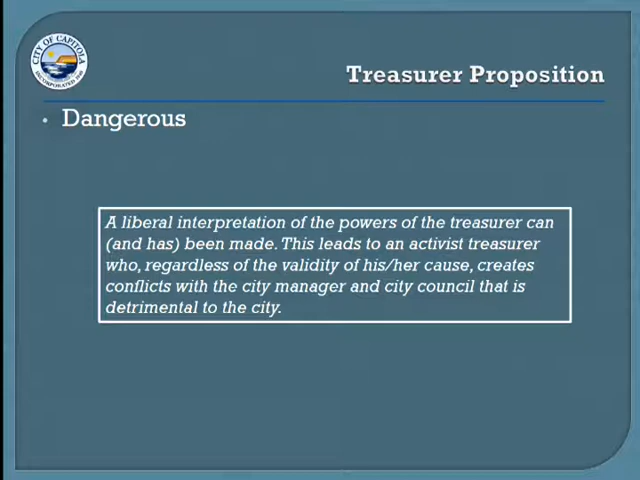 CITY OF CAPITOLA
INCORPORATED 1949
Treasurer Proposition
• Dangerous
A liberal interpretation of the powers of the treasurer can
(and has) been made. This leads to an activist treasurer
who, regardless of the validity of his/her cause, creates
conflicts with the city manager and city council that is
detrimental to the city.